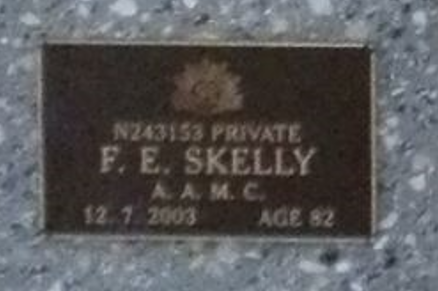 N243153 PRIVATE
F. E. SKELLY
A. A. M. C.
12. 7. 2003 AGE 82